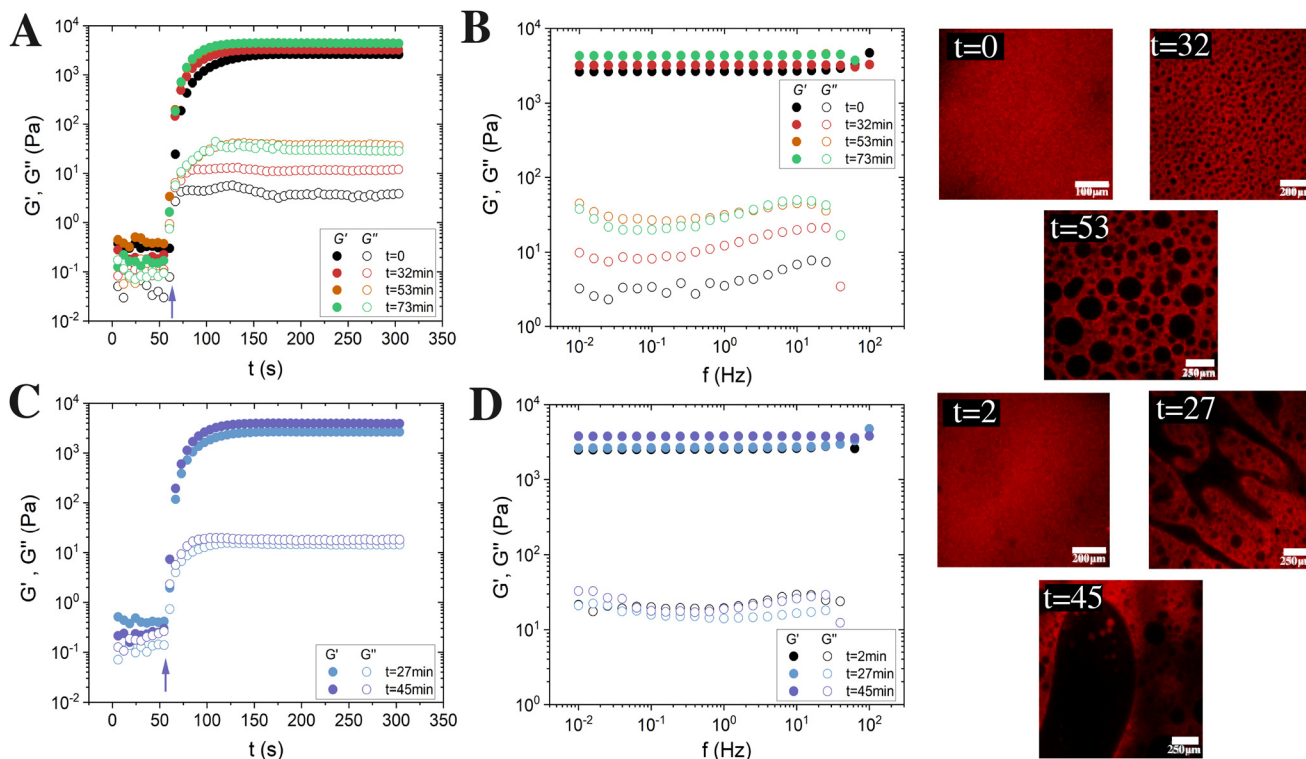 A
G', G'' (Pa)
10⁴
10³
10²
10¹
10⁰
10⁻¹
10⁻²
G' G''
t=0
t=32min
t=53min
t=73min
0 50 100 150 200 250 300 350
t (s)
B
G', G'' (Pa)
10⁴
10³
10²
10¹
10⁰
G' G''
t=0
t=32min
t=53min
t=73min
10⁻² 10⁻¹ 10⁰ 10¹ 10²
f (Hz)
t=0
100μm
t=32
200μm
t=53
250μm
C
G' , G'' (Pa)
10⁴
10³
10²
10¹
10⁰
10⁻¹
10⁻²
G' G''
t=27min
t=45min
0 50 100 150 200 250 300 350
t (s)
D
G', G'' (Pa)
10⁴
10³
10²
10¹
10⁰
G' G''
t=2min
t=27min
t=45min
10⁻² 10⁻¹ 10⁰ 10¹ 10²
f (Hz)
t=2
200μm
t=27
250μm
t=45
250μm